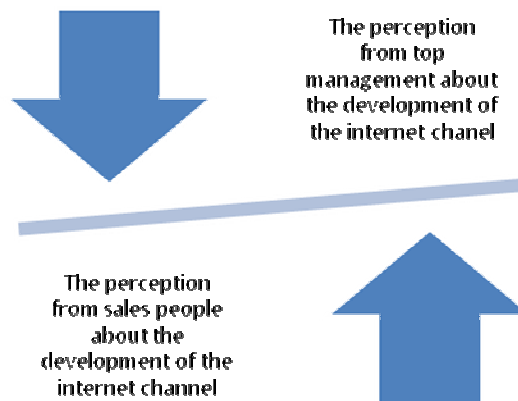 The perception
from top
management about
the development of
the internet chanel
The perception
from sales people
about the
development of the
internet channel